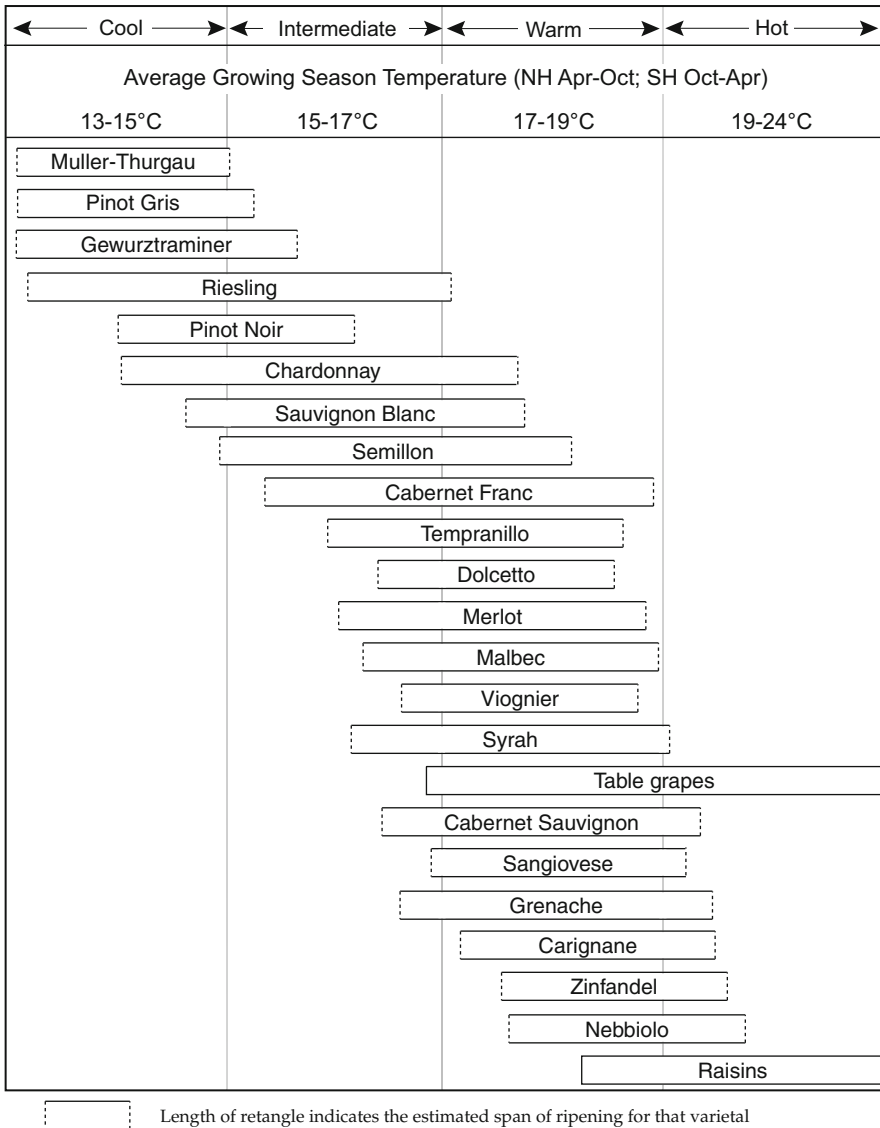 Cool Intermediate Warm Hot
Average Growing Season Temperature (NH Apr-Oct; SH Oct-Apr)
13-15°C 15-17°C 17-19°C 19-24°C
Muller-Thurgau
Pinot Gris
Gewurztraminer
Riesling
Pinot Noir
Chardonnay
Sauvignon Blanc
Semillon
Cabernet Franc
Tempranillo
Dolcetto
Merlot
Malbec
Viognier
Syrah
Table grapes
Cabernet Sauvignon
Sangiovese
Grenache
Carignane
Zinfandel
Nebbiolo
Raisins
Length of retangle indicates the estimated span of ripening for that varietal